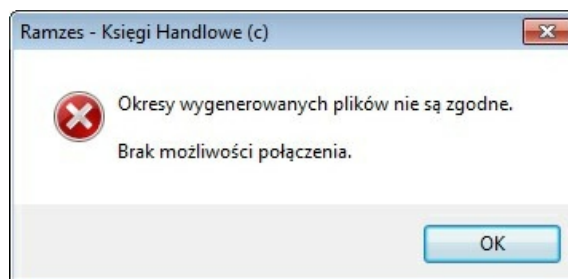 Ramzes - Księgi Handlowe (c)
Okresy wygenerowanych plików nie są zgodne.
Brak możliwości połączenia.
OK